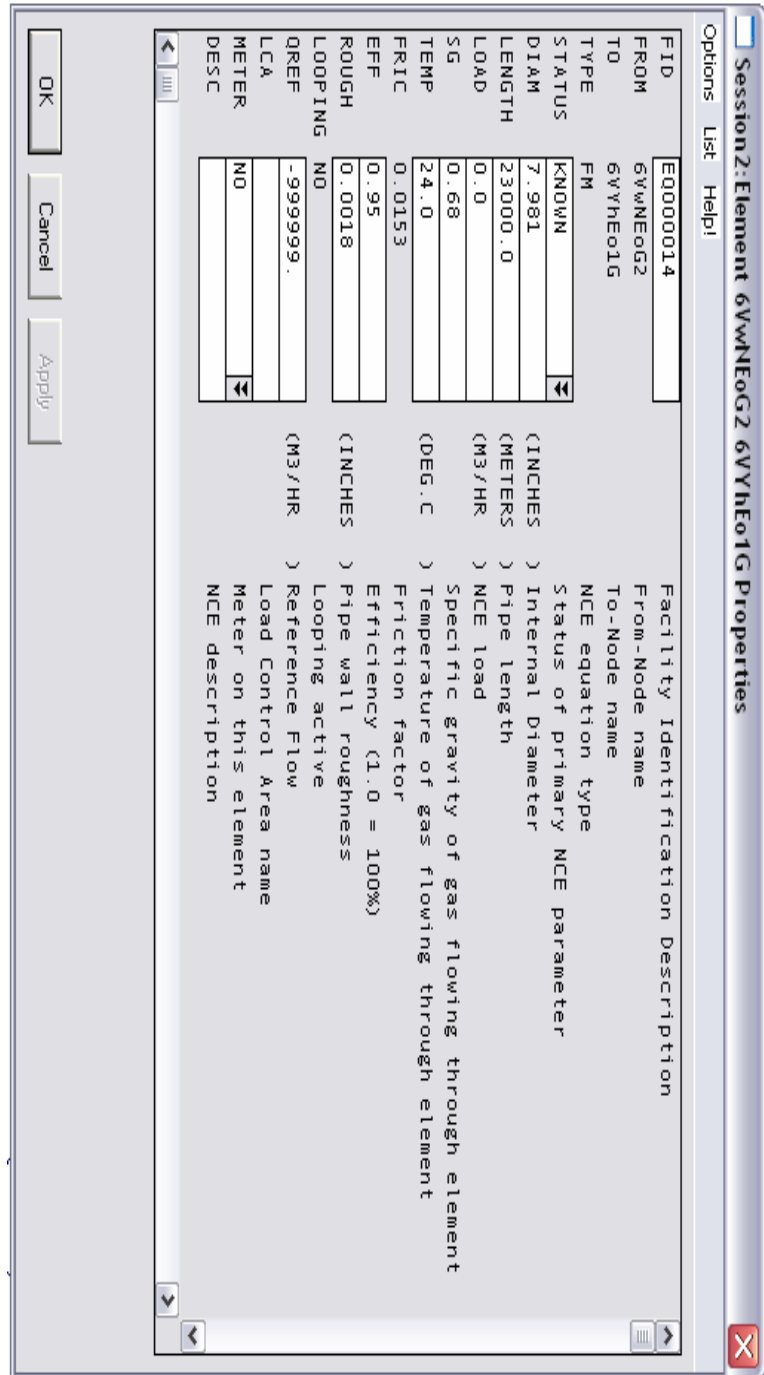 Session2: Element 6VwNEoG2 6VYhEo1G Properties
Options List Help!
FID EQ000014 Facility Identification Description
FROM 6VwNEoG2 From-Node name
TO 6VYhEo1G To-Node name
TYPE FM NCE equation type
STATUS KNOWN Status of primary NCE parameter
DIAM 7.981 (INCHES ) Internal Diameter
LENGTH 23000.0 (METERS ) Pipe length
LOAD 0.0 (M3/HR ) NCE load
SG 0.68 Specific gravity of gas flowing through element
TEMP 24.0 (DEG.C ) Temperature of gas flowing through element
FRIC 0.0153 Friction factor
EFF 0.95 Efficiency (1.0 = 100%)
ROUGH 0.0018 (INCHES ) Pipe wall roughness
LOOPING NO Looping active
QREF -999999. (M3/HR ) Reference Flow
LCA Load Control Area name
METER NO Meter on this element
DESC NCE description
OK Cancel Apply